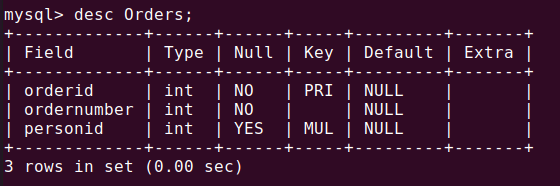 mysql> desc Orders;
+-------------+------+------+-----+---------+-------+
| Field       | Type | Null | Key | Default | Extra |
+-------------+------+------+-----+---------+-------+
| orderid     | int  | NO   | PRI | NULL    |       |
| ordernumber | int  | NO   |     | NULL    |       |
| personid    | int  | YES  | MUL | NULL    |       |
+-------------+------+------+-----+---------+-------+
3 rows in set (0.00 sec)